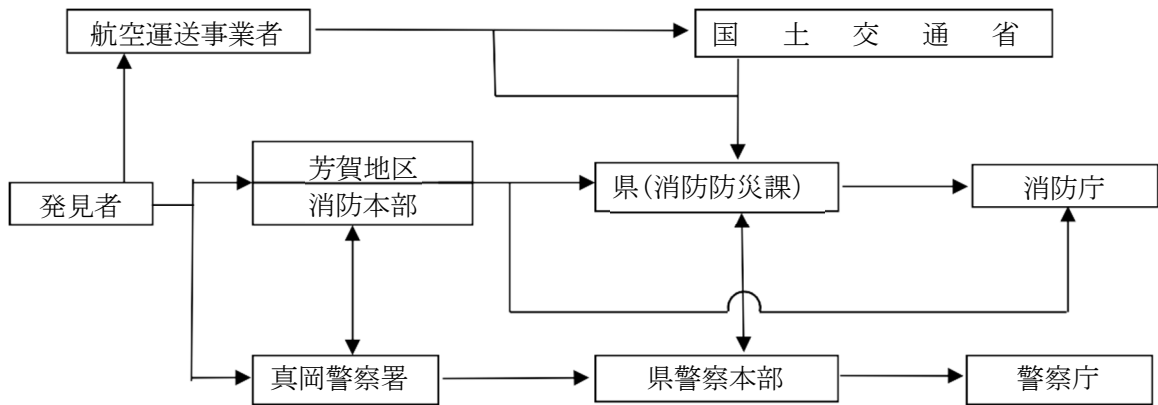 航空運送事業者
国土交通省
芳賀地区
消防本部
発見者
県(消防防災課)
消防庁
真岡警察署
県警察本部
警察庁